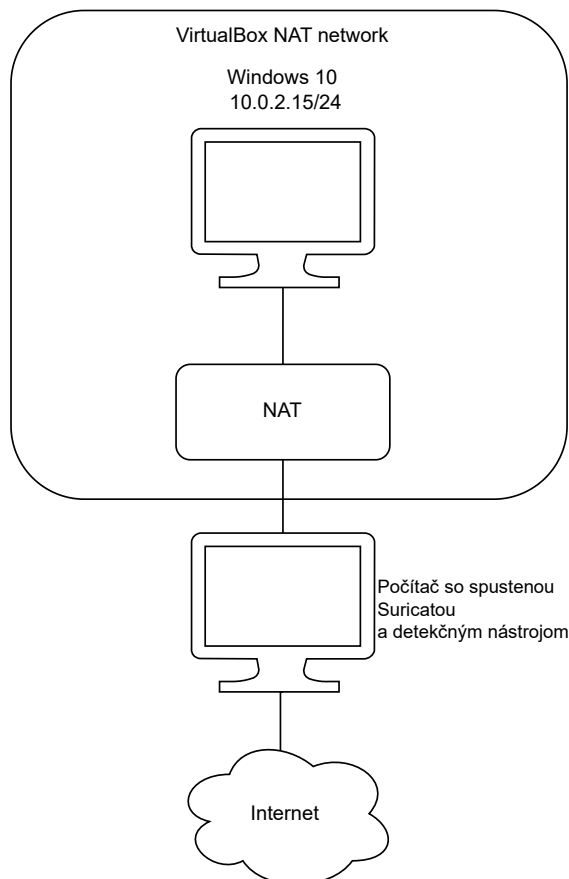 VirtualBox NAT network
Windows 10
10.0.2.15/24
NAT
Počítač so spustenou
Suricatou
a detekčným nástrojom
Internet